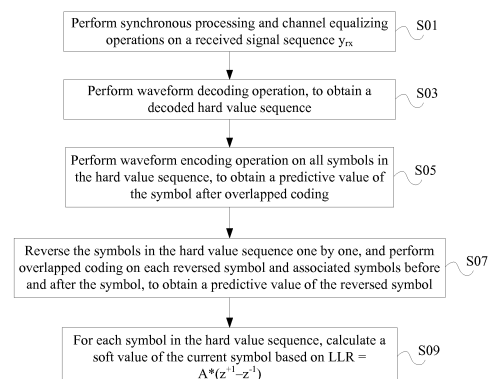 Perform synchronous processing and channel equalizing
operations on a received signal sequence yrx
S01
Perform waveform decoding operation, to obtain a
decoded hard value sequence
S03
Perform waveform encoding operation on all symbols in
the hard value sequence, to obtain a predictive value of
the symbol after overlapped coding
S05
Reverse the symbols in the hard value sequence one by one, and perform
overlapped coding on each reversed symbol and associated symbols before
and after the symbol, to obtain a predictive value of the reversed symbol
S07
For each symbol in the hard value sequence, calculate a
soft value of the current symbol based on LLR =
A*(z+1–z-1)
S09